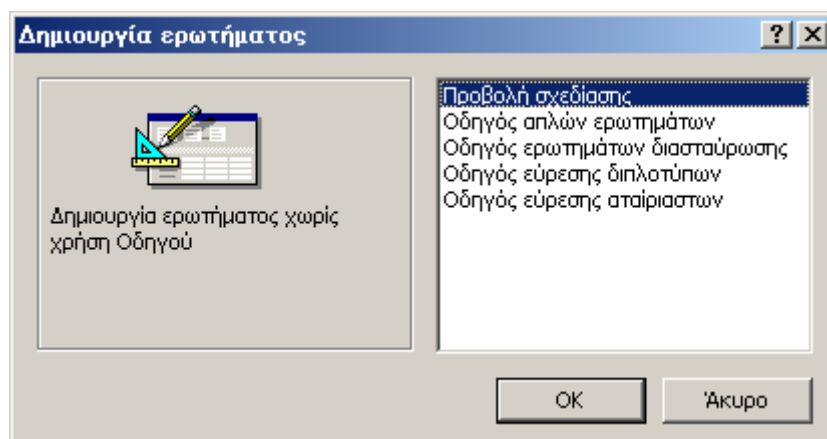 Δημιουργία ερωτήματος
Δημιουργία ερωτήματος χωρίς
χρήση Οδηγού
Προβολή σχεδίασης
Οδηγός απλών ερωτημάτων
Οδηγός ερωτημάτων διασταύρωσης
Οδηγός εύρεσης διπλοτύπων
Οδηγός εύρεσης αταίριαστων
OK
Άκυρο